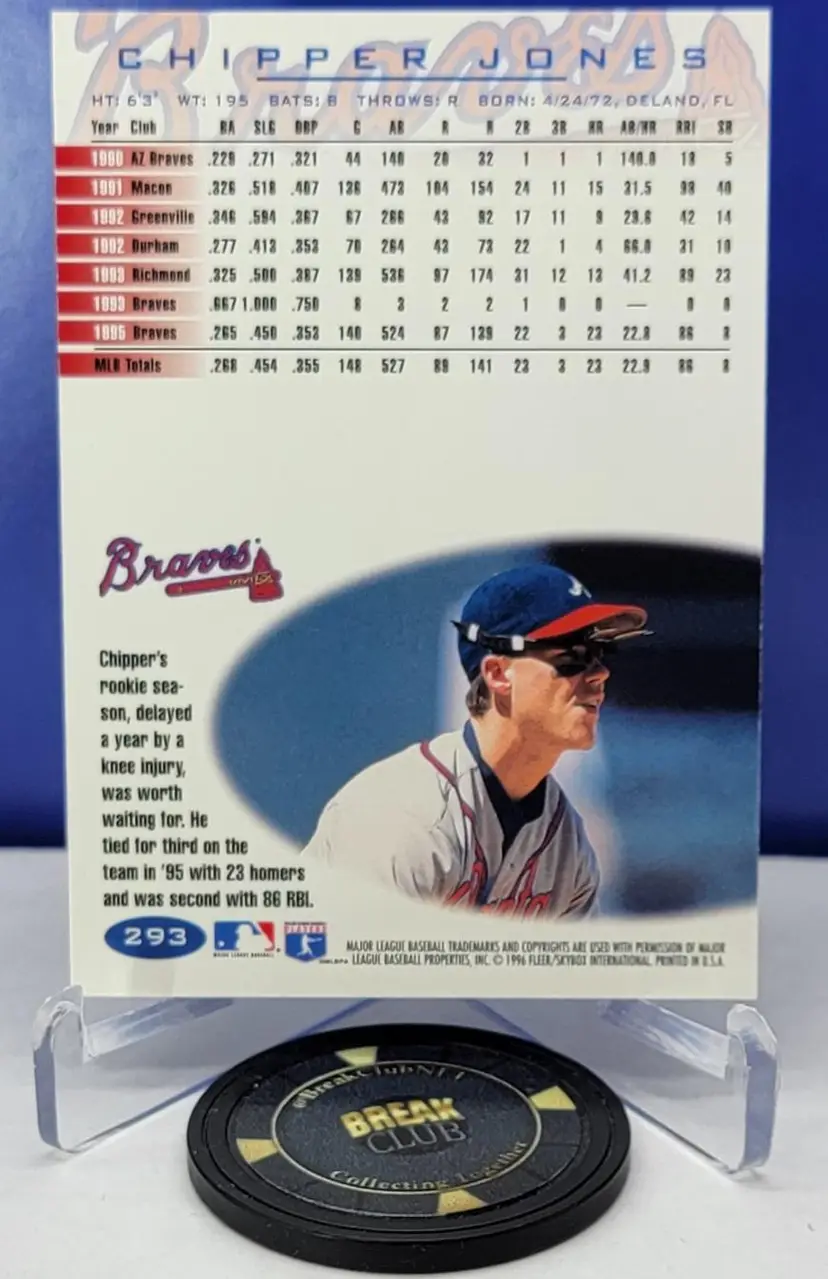 Braves
CHIPPER JONES
HT: 6'3" WT: 195 BATS: B THROWS: R BORN: 4/24/72, DELAND, FL
Year Club BA SLG OBP G AB R H 2B 3B HR AB/HR RBI SB
1990 AZ Braves .229 .271 .321 44 140 20 32 1 1 1 140.0 18 5
1991 Macon .326 .518 .407 136 473 104 154 24 11 15 31.5 98 40
1992 Greenville .346 .594 .367 67 266 43 92 17 11 9 29.6 42 14
1992 Durham .277 .413 .353 70 264 43 73 22 1 4 66.0 31 10
1993 Richmond .325 .500 .387 139 536 97 174 31 12 13 41.2 89 23
1993 Braves .667 1.000 .750 8 3 2 2 1 0 0 — 0 0
1995 Braves .265 .450 .353 140 524 87 139 22 3 23 22.8 86 8
MLB Totals .268 .454 .355 148 527 89 141 23 3 23 22.9 86 8
Braves
Chipper's
rookie sea-
son, delayed
a year by a
knee injury,
was worth
waiting for. He
tied for third on the
team in '95 with 23 homers
and was second with 86 RBI.
293
MAJOR LEAGUE BASEBALL
PLAYERS
MAJOR LEAGUE BASEBALL TRADEMARKS AND COPYRIGHTS ARE USED WITH PERMISSION OF MAJOR
LEAGUE BASEBALL PROPERTIES, INC. © 1996 FLEER/SKYBOX INTERNATIONAL. PRINTED IN U.S.A.
@BreakClubNFT
BREAK
CLUB
Collecting Together